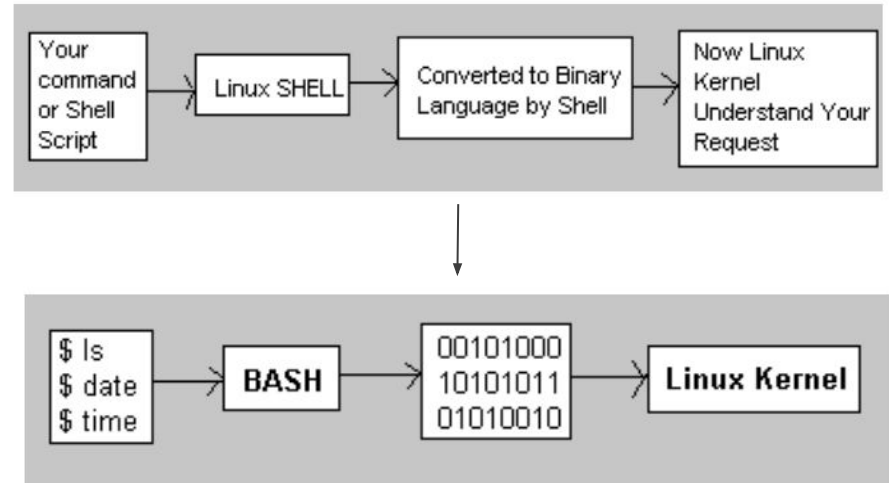 Your
command
or Shell
Script
Linux SHELL
Converted to Binary
Language by Shell
Now Linux
Kernel
Understand Your
Request
$ ls
$ date
$ time
BASH
00101000
10101011
01010010
Linux Kernel